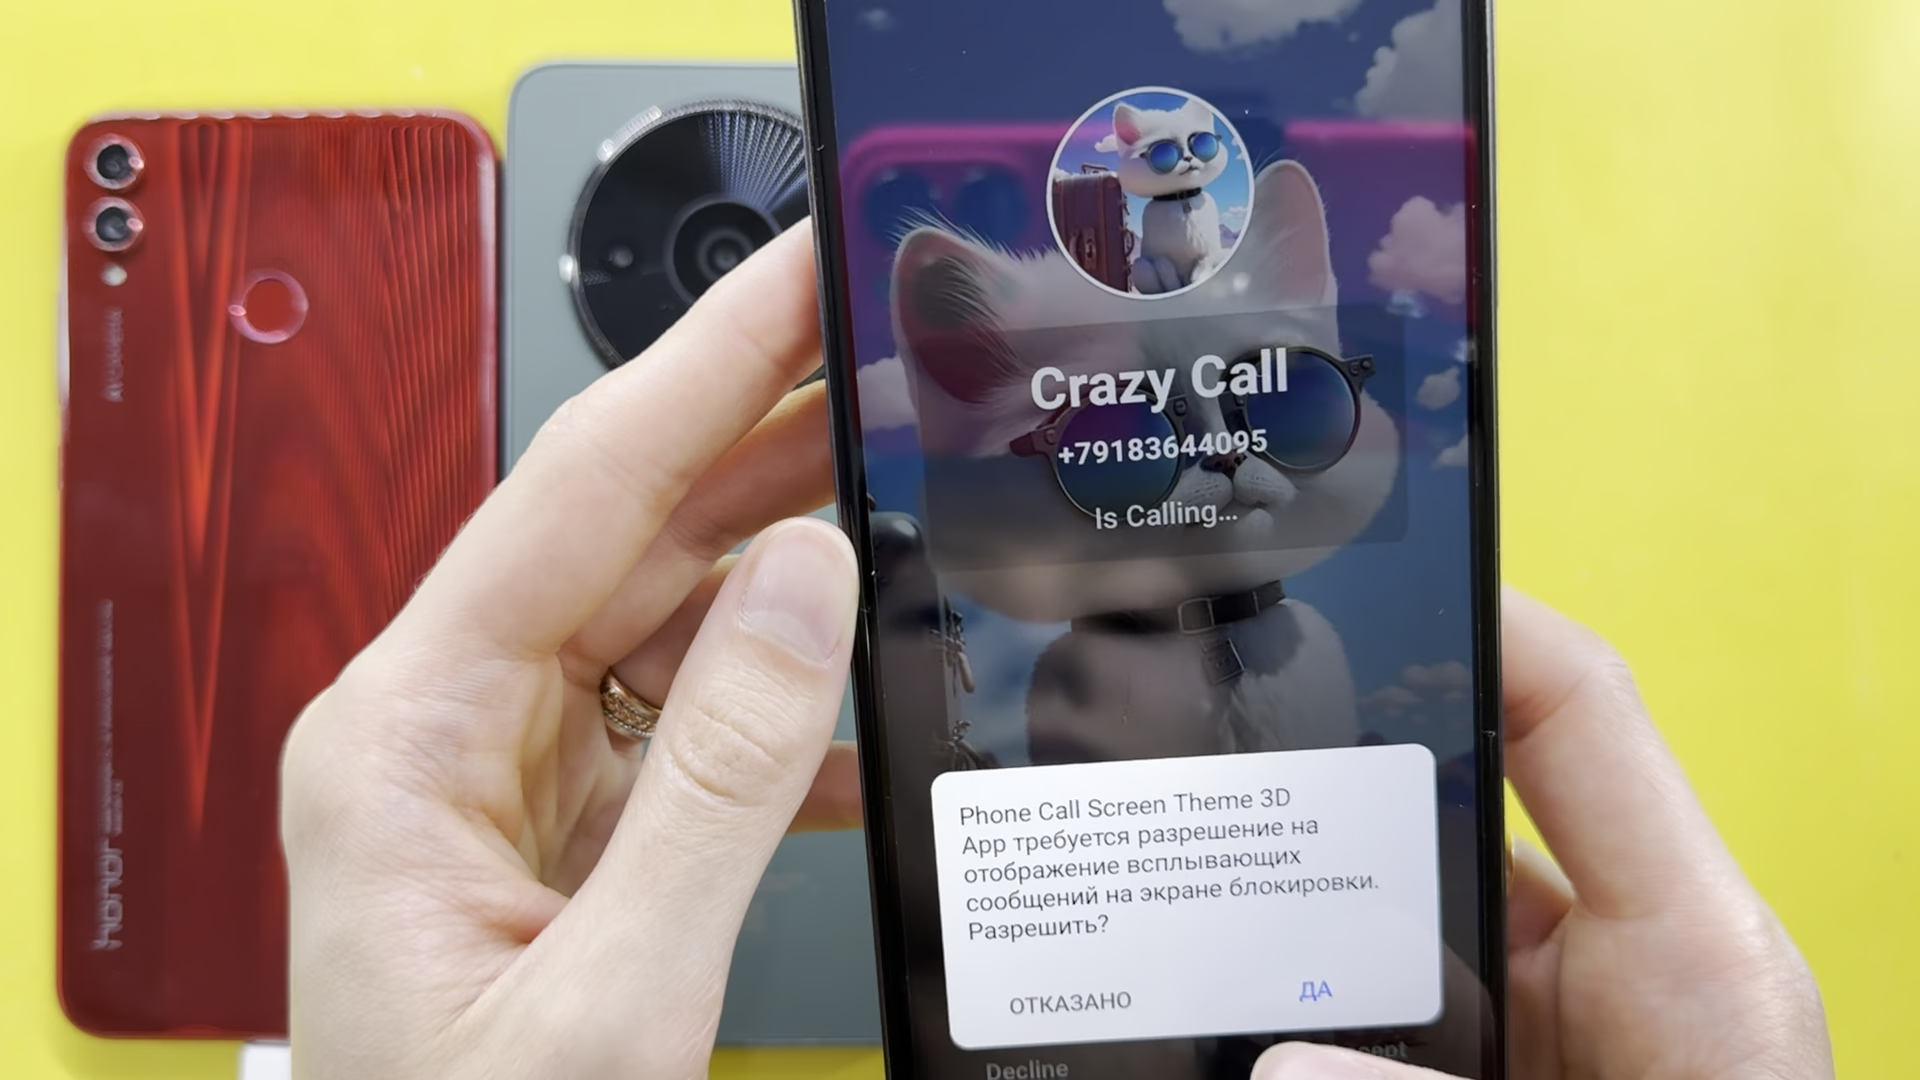 HONOR
Crazy Call
+79183644095
Is Calling...
Phone Call Screen Theme 3D
App требуется разрешение на
отображение всплывающих
сообщений на экране блокировки.
Разрешить?
ОТКАЗАНО
ДА
Decline